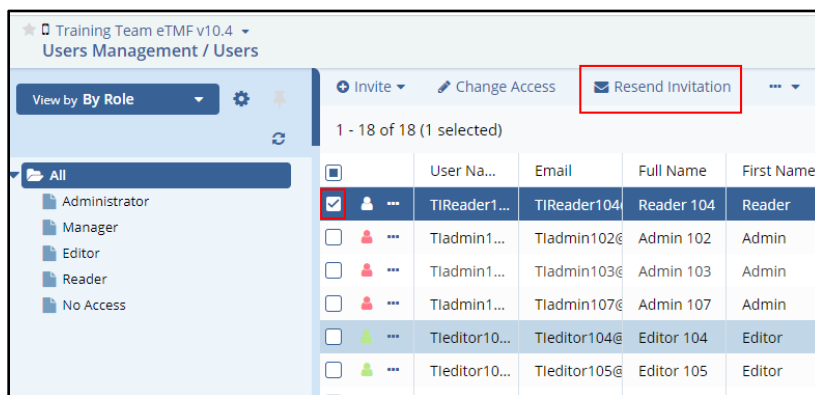 Training Team eTMF v10.4
Users Management / Users
View by By Role
All
Administrator
Manager
Editor
Reader
No Access
Invite Change Access Resend Invitation
1 - 18 of 18 (1 selected)
User Na... Email Full Name First Name
TIReader1... TIReader104 Reader 104 Reader
TIadmin1... TIadmin102@ Admin 102 Admin
TIadmin1... TIadmin103@ Admin 103 Admin
TIadmin1... TIadmin107@ Admin 107 Admin
TIeditor10... TIeditor104@ Editor 104 Editor
TIeditor10... TIeditor105@ Editor 105 Editor